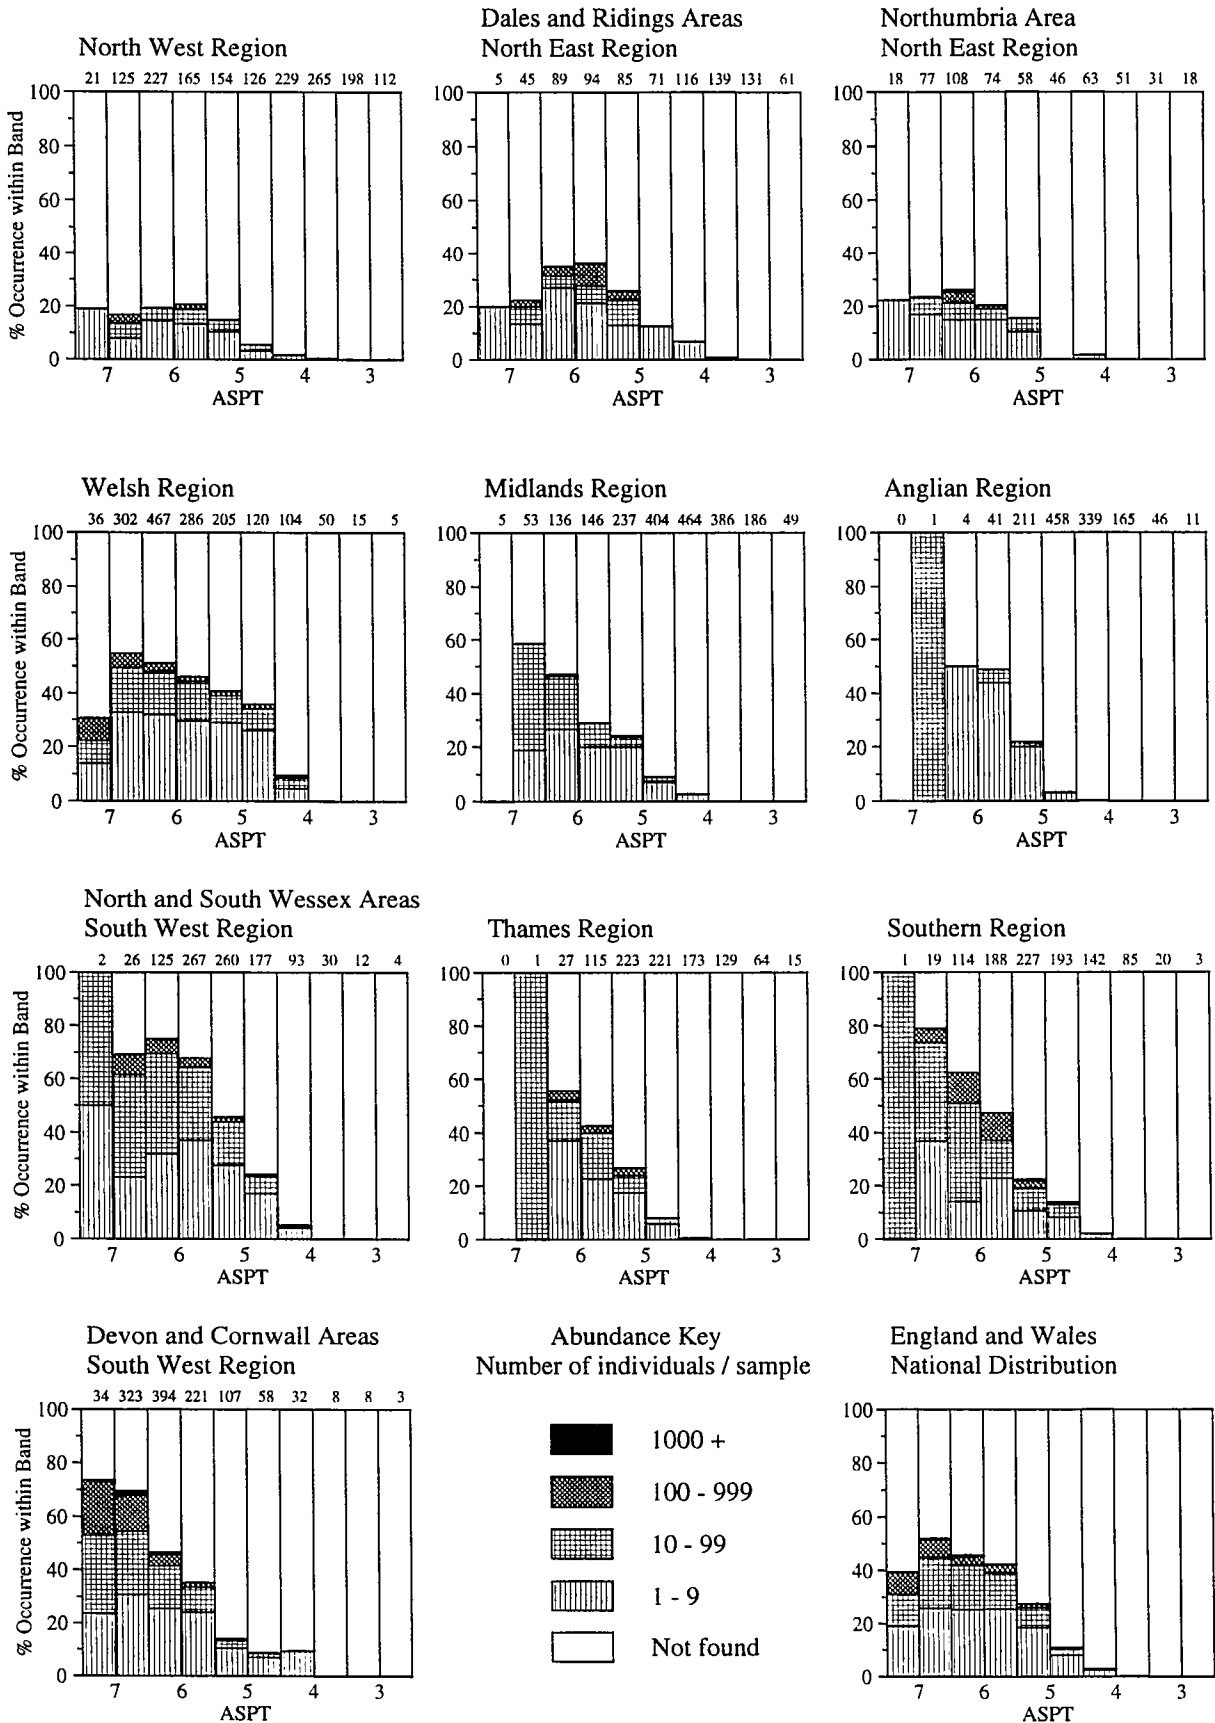 North West Region
21 125 227 165 154 126 229 265 198 112
% Occurrence within Band
100
80
60
40
20
0
7 6 5 4 3
ASPT
Dales and Ridings Areas
North East Region
5 45 89 94 85 71 116 139 131 61
100
80
60
40
20
0
7 6 5 4 3
ASPT
Northumbria Area
North East Region
18 77 108 74 58 46 63 51 31 18
100
80
60
40
20
0
7 6 5 4 3
ASPT
Welsh Region
36 302 467 286 205 120 104 50 15 5
% Occurrence within Band
100
80
60
40
20
0
7 6 5 4 3
ASPT
Midlands Region
5 53 136 146 237 404 464 386 186 49
100
80
60
40
20
0
7 6 5 4 3
ASPT
Anglian Region
0 1 4 41 211 458 339 165 46 11
100
80
60
40
20
0
7 6 5 4 3
ASPT
North and South Wessex Areas
South West Region
2 26 125 267 260 177 93 30 12 4
% Occurrence within Band
100
80
60
40
20
0
7 6 5 4 3
ASPT
Thames Region
0 1 27 115 223 221 173 129 64 15
100
80
60
40
20
0
7 6 5 4 3
ASPT
Southern Region
1 19 114 188 227 193 142 85 20 3
100
80
60
40
20
0
7 6 5 4 3
ASPT
Devon and Cornwall Areas
South West Region
34 323 394 221 107 58 32 8 8 3
% Occurrence within Band
100
80
60
40
20
0
7 6 5 4 3
ASPT
Abundance Key
Number of individuals / sample
1000 +
100 - 999
10 - 99
1 - 9
Not found
England and Wales
National Distribution
100
80
60
40
20
0
7 6 5 4 3
ASPT